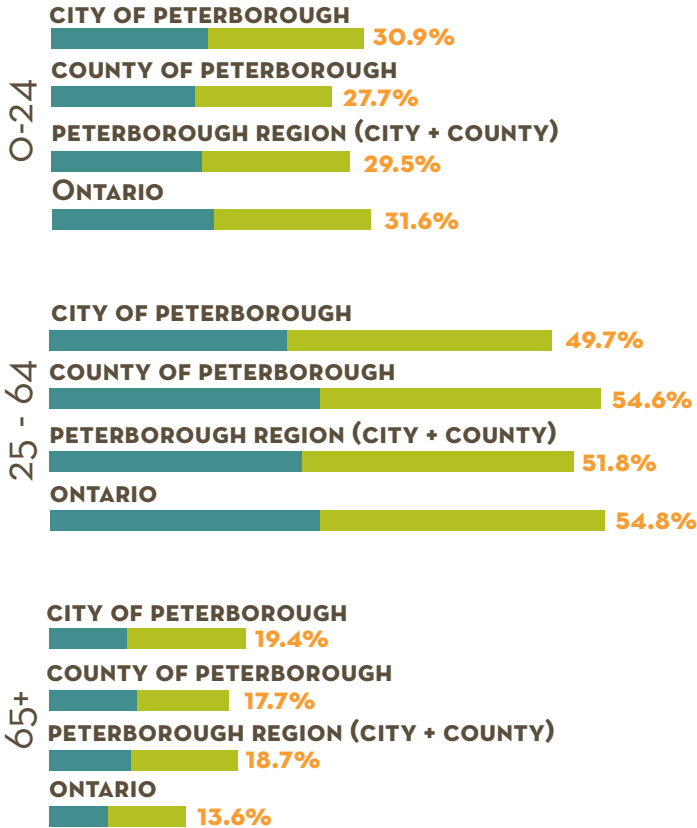 0-24
CITY OF PETERBOROUGH
30.9%
COUNTY OF PETERBOROUGH
27.7%
PETERBOROUGH REGION (CITY + COUNTY)
29.5%
ONTARIO
31.6%
25 - 64
CITY OF PETERBOROUGH
49.7%
COUNTY OF PETERBOROUGH
54.6%
PETERBOROUGH REGION (CITY + COUNTY)
51.8%
ONTARIO
54.8%
65+
CITY OF PETERBOROUGH
19.4%
COUNTY OF PETERBOROUGH
17.7%
PETERBOROUGH REGION (CITY + COUNTY)
18.7%
ONTARIO
13.6%